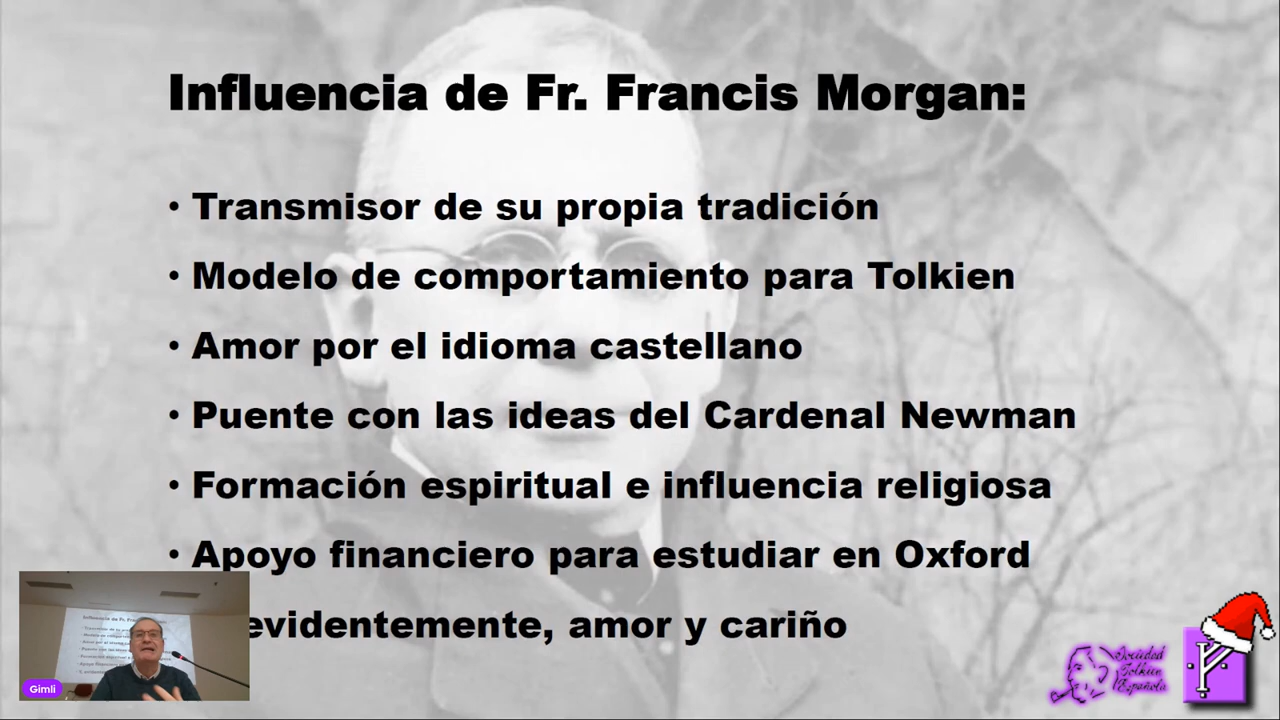 Influencia de Fr. Francis Morgan:
• Transmisor de su propia tradición
• Modelo de comportamiento para Tolkien
• Amor por el idioma castellano
• Puente con las ideas del Cardenal Newman
• Formación espiritual e influencia religiosa
• Apoyo financiero para estudiar en Oxford
evidentemente, amor y cariño
Gimli
Sociedad
Tolkien
Española